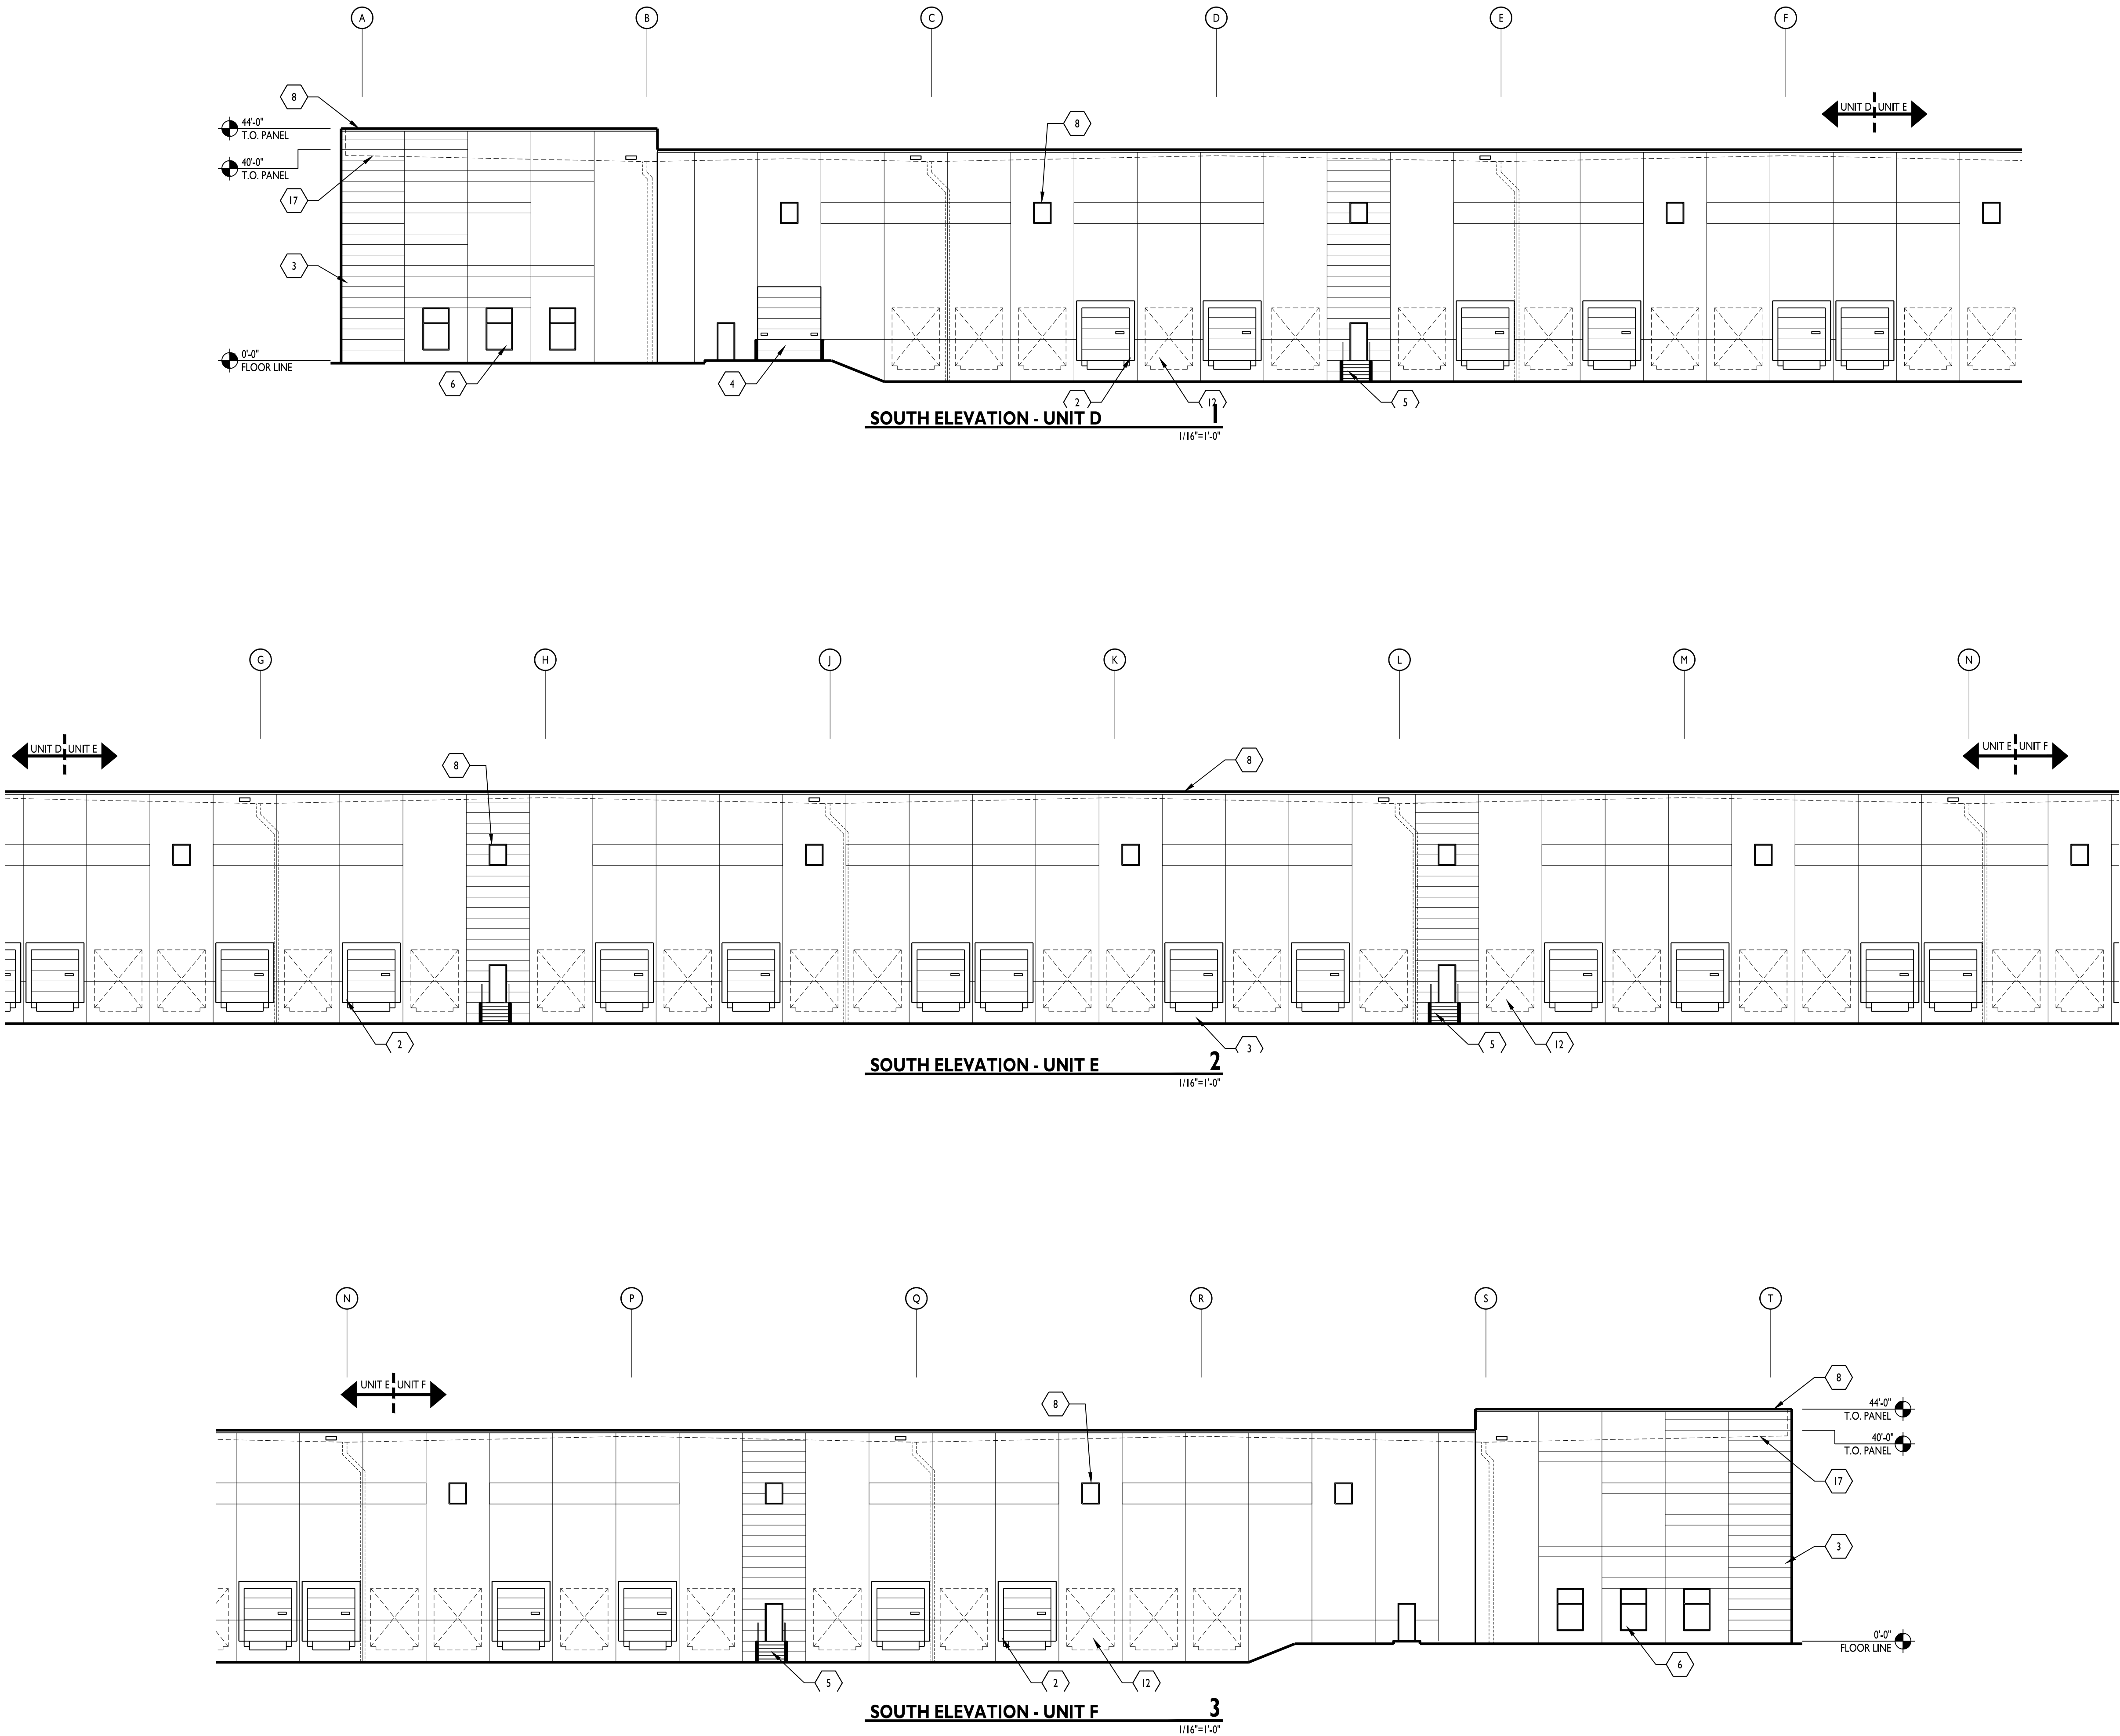 A B C D E F
UNIT D UNIT E
8
8
44'-0"
T.O. PANEL
40'-0"
T.O. PANEL
17
3
0'-0"
FLOOR LINE
6
4
2
12
5
SOUTH ELEVATION - UNIT D 1
1/16"=1'-0"
G H J K L M N
UNIT D UNIT E
8
8
UNIT E UNIT F
2
3
5
12
SOUTH ELEVATION - UNIT E 2
1/16"=1'-0"
N P Q R S T
UNIT E UNIT F
8
8
44'-0"
T.O. PANEL
40'-0"
T.O. PANEL
17
3
0'-0"
FLOOR LINE
6
5
2
12
SOUTH ELEVATION - UNIT F 3
1/16"=1'-0"